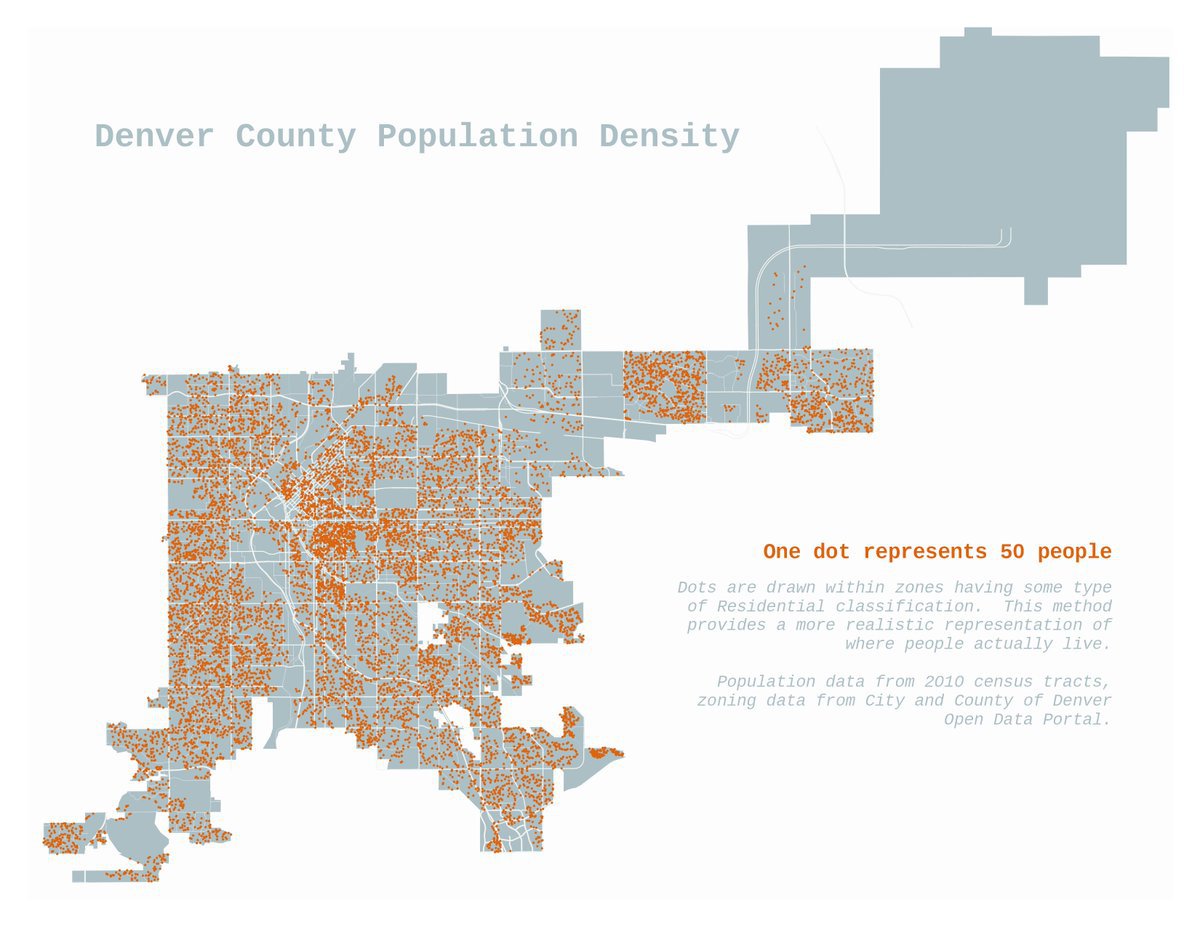 Denver County Population Density
One dot represents 50 people
Dots are drawn within zones having some type
of Residential classification.  This method
provides a more realistic representation of
where people actually live.
Population data from 2010 census tracts,
zoning data from City and County of Denver
Open Data Portal.